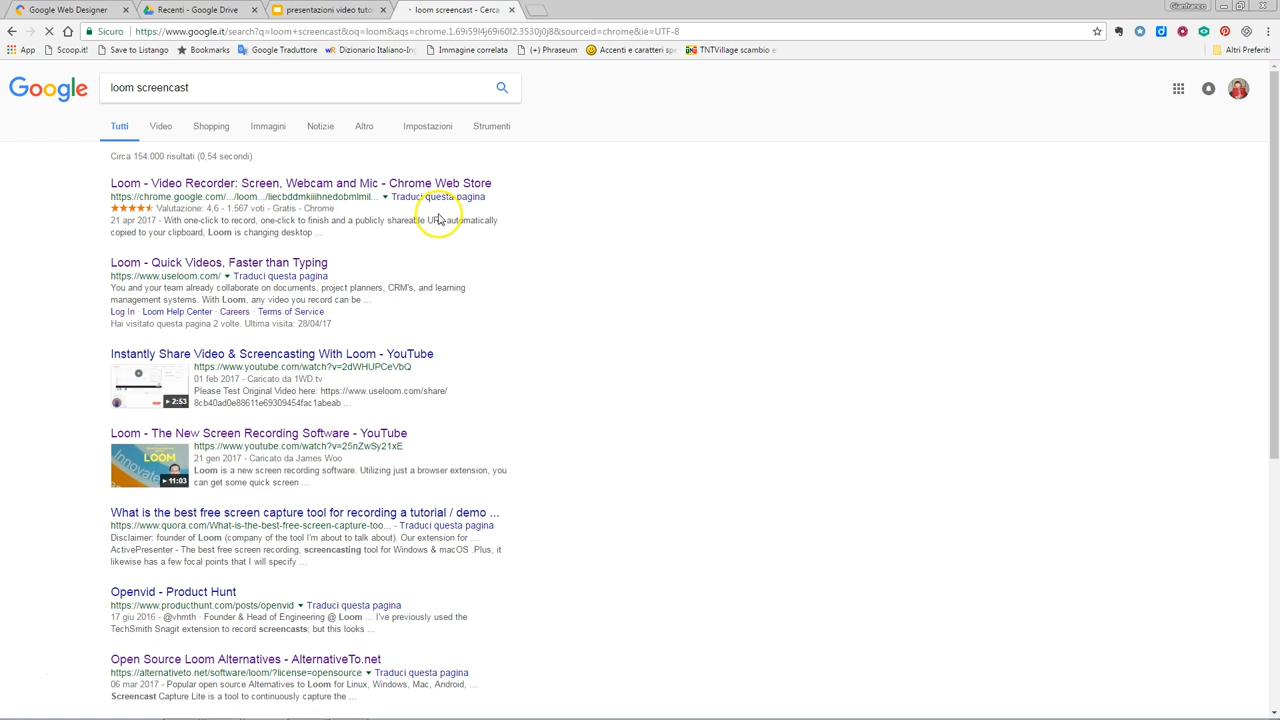 Google Web Designer
Recenti - Google Drive
presentazioni video tuto
loom screencast - Cerca
Gianfranco
Sicuro
https://www.google.it/search?q=loom+screencast&oq=loom&aqs=chrome.1.69i59l4j69i60l2.3530j0j8&sourceid=chrome&ie=UTF-8
App
Scoop.it!
Save to Listango
Bookmarks
Google Traduttore
Dizionario Italiano-In
Immagine correlata
(+) Phraseum
Accenti e caratteri spe
TNTVillage scambio e
Altri Preferiti
Google
loom screencast
Tutti
Video
Shopping
Immagini
Notizie
Altro
Impostazioni
Strumenti
Circa 154.000 risultati (0,54 secondi)
Loom - Video Recorder: Screen, Webcam and Mic - Chrome Web Store
https://chrome.google.com/.../loom.../liecbddmkiiihnedobmlmil... Traduci questa pagina
Valutazione: 4,6 - 1.567 voti - Gratis - Chrome
21 apr 2017 - With one-click to record, one-click to finish and a publicly shareable URL automatically
copied to your clipboard, Loom is changing desktop ...
Loom - Quick Videos, Faster than Typing
https://www.useloom.com/ Traduci questa pagina
You and your team already collaborate on documents, project planners, CRM's, and learning
management systems. With Loom, any video you record can be ...
Log In · Loom Help Center · Careers · Terms of Service
Hai visitato questa pagina 2 volte. Ultima visita: 28/04/17
Instantly Share Video & Screencasting With Loom - YouTube
https://www.youtube.com/watch?v=2dWHUPCeVbQ
01 feb 2017 - Caricato da 1WD.tv
Please Test Original Video here: https://www.useloom.com/share/
8cb40ad0e88611e69309454fac1abeab ...
2:53
Loom - The New Screen Recording Software - YouTube
https://www.youtube.com/watch?v=25nZwSy21xE
21 gen 2017 - Caricato da James Woo
Loom is a new screen recording software. Utilizing just a browser extension, you
can get some quick screen ...
LOOM
11:03
What is the best free screen capture tool for recording a tutorial / demo ...
https://www.quora.com/What-is-the-best-free-screen-capture-too... - Traduci questa pagina
Disclaimer: founder of Loom (company of the tool I'm about to talk about). Our extension for ....
ActivePresenter - The best free screen recording, screencasting tool for Windows & macOS .Plus, it
likewise has a few focal points that I will specify ...
Openvid - Product Hunt
https://www.producthunt.com/posts/openvid Traduci questa pagina
17 giu 2016 - @vhmth · Founder & Head of Engineering @ Loom ... I've previously used the
TechSmith Snagit extension to record screencasts; but this looks ...
Open Source Loom Alternatives - AlternativeTo.net
https://alternativeto.net/software/loom/?license=opensource Traduci questa pagina
06 mar 2017 - Popular open source Alternatives to Loom for Linux, Windows, Mac, Android, ...
Screencast Capture Lite is a tool to continuously capture the ...